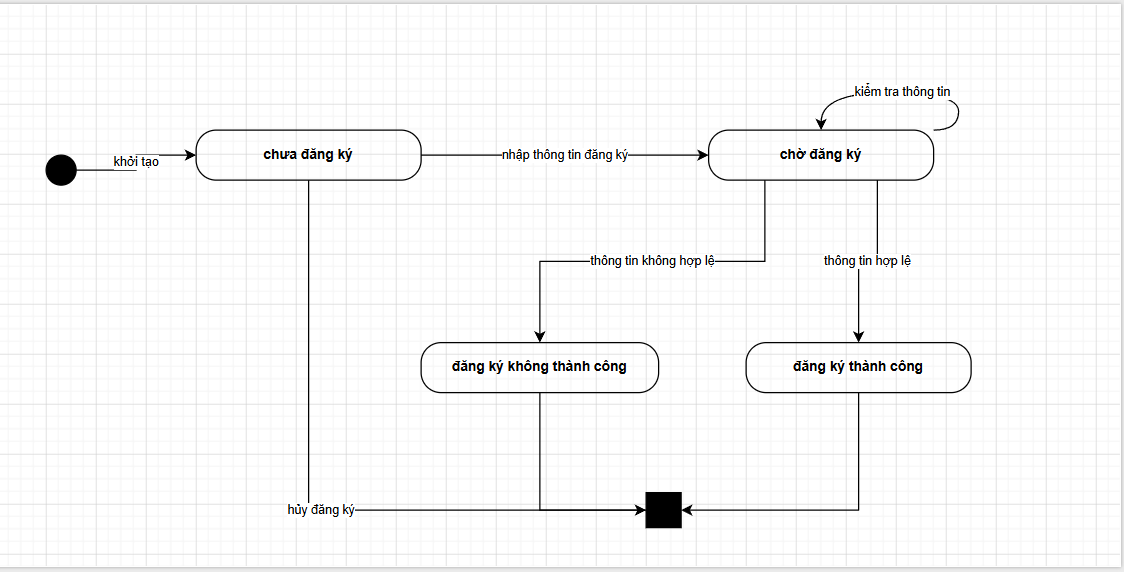 kiểm tra thông tin
khởi tạo
chưa đăng ký
nhập thông tin đăng ký
chờ đăng ký
thông tin không hợp lệ
thông tin hợp lệ
đăng ký không thành công
đăng ký thành công
hủy đăng ký